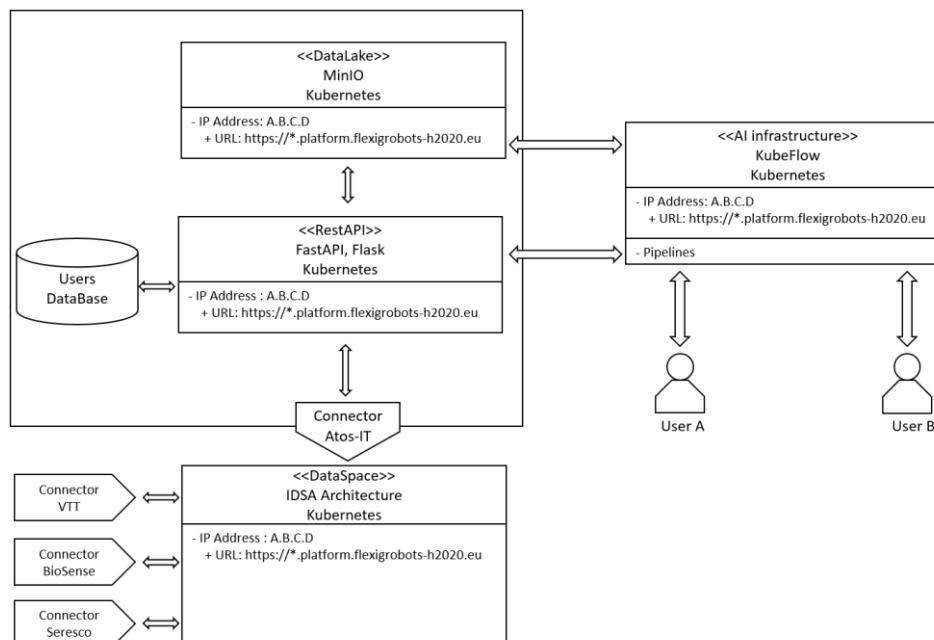 <<DataLake>>
MinIO
Kubernetes
- IP Address: A.B.C.D
+ URL: https://*.platform.flexigrobots-h2020.eu
<<AI infrastructure>>
KubeFlow
Kubernetes
- IP Address: A.B.C.D
+ URL: https://*.platform.flexigrobots-h2020.eu
- Pipelines
<<RestAPI>>
FastAPI, Flask
Kubernetes
- IP Address : A.B.C.D
+ URL: https://*.platform.flexigrobots-h2020.eu
Users
DataBase
User A
User B
Connector
Atos-IT
<<DataSpace>>
IDSA Architecture
Kubernetes
- IP Address : A.B.C.D
+ URL: https://*.platform.flexigrobots-h2020.eu
Connector
VTT
Connector
BioSense
Connector
Seresco